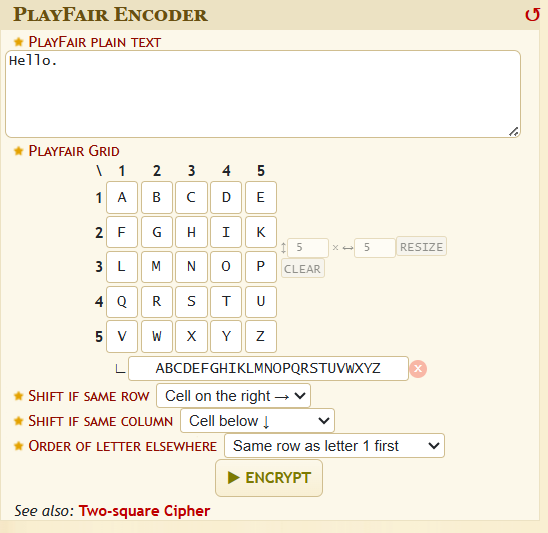 PLAYFAIR ENCODER ↺
★ PLAYFAIR PLAIN TEXT
Hello.
★ PLAYFAIR GRID
\ 1 2 3 4 5
1 A B C D E
2 F G H I K
3 L M N O P
4 Q R S T U
5 V W X Y Z
↕ 5 × ↔ 5 RESIZE
CLEAR
ABCDEFGHIKLMNOPQRSTUVWXYZ
★ SHIFT IF SAME ROW Cell on the right →
★ SHIFT IF SAME COLUMN Cell below ↓
★ ORDER OF LETTER ELSEWHERE Same row as letter 1 first
▶ ENCRYPT
See also: Two-square Cipher